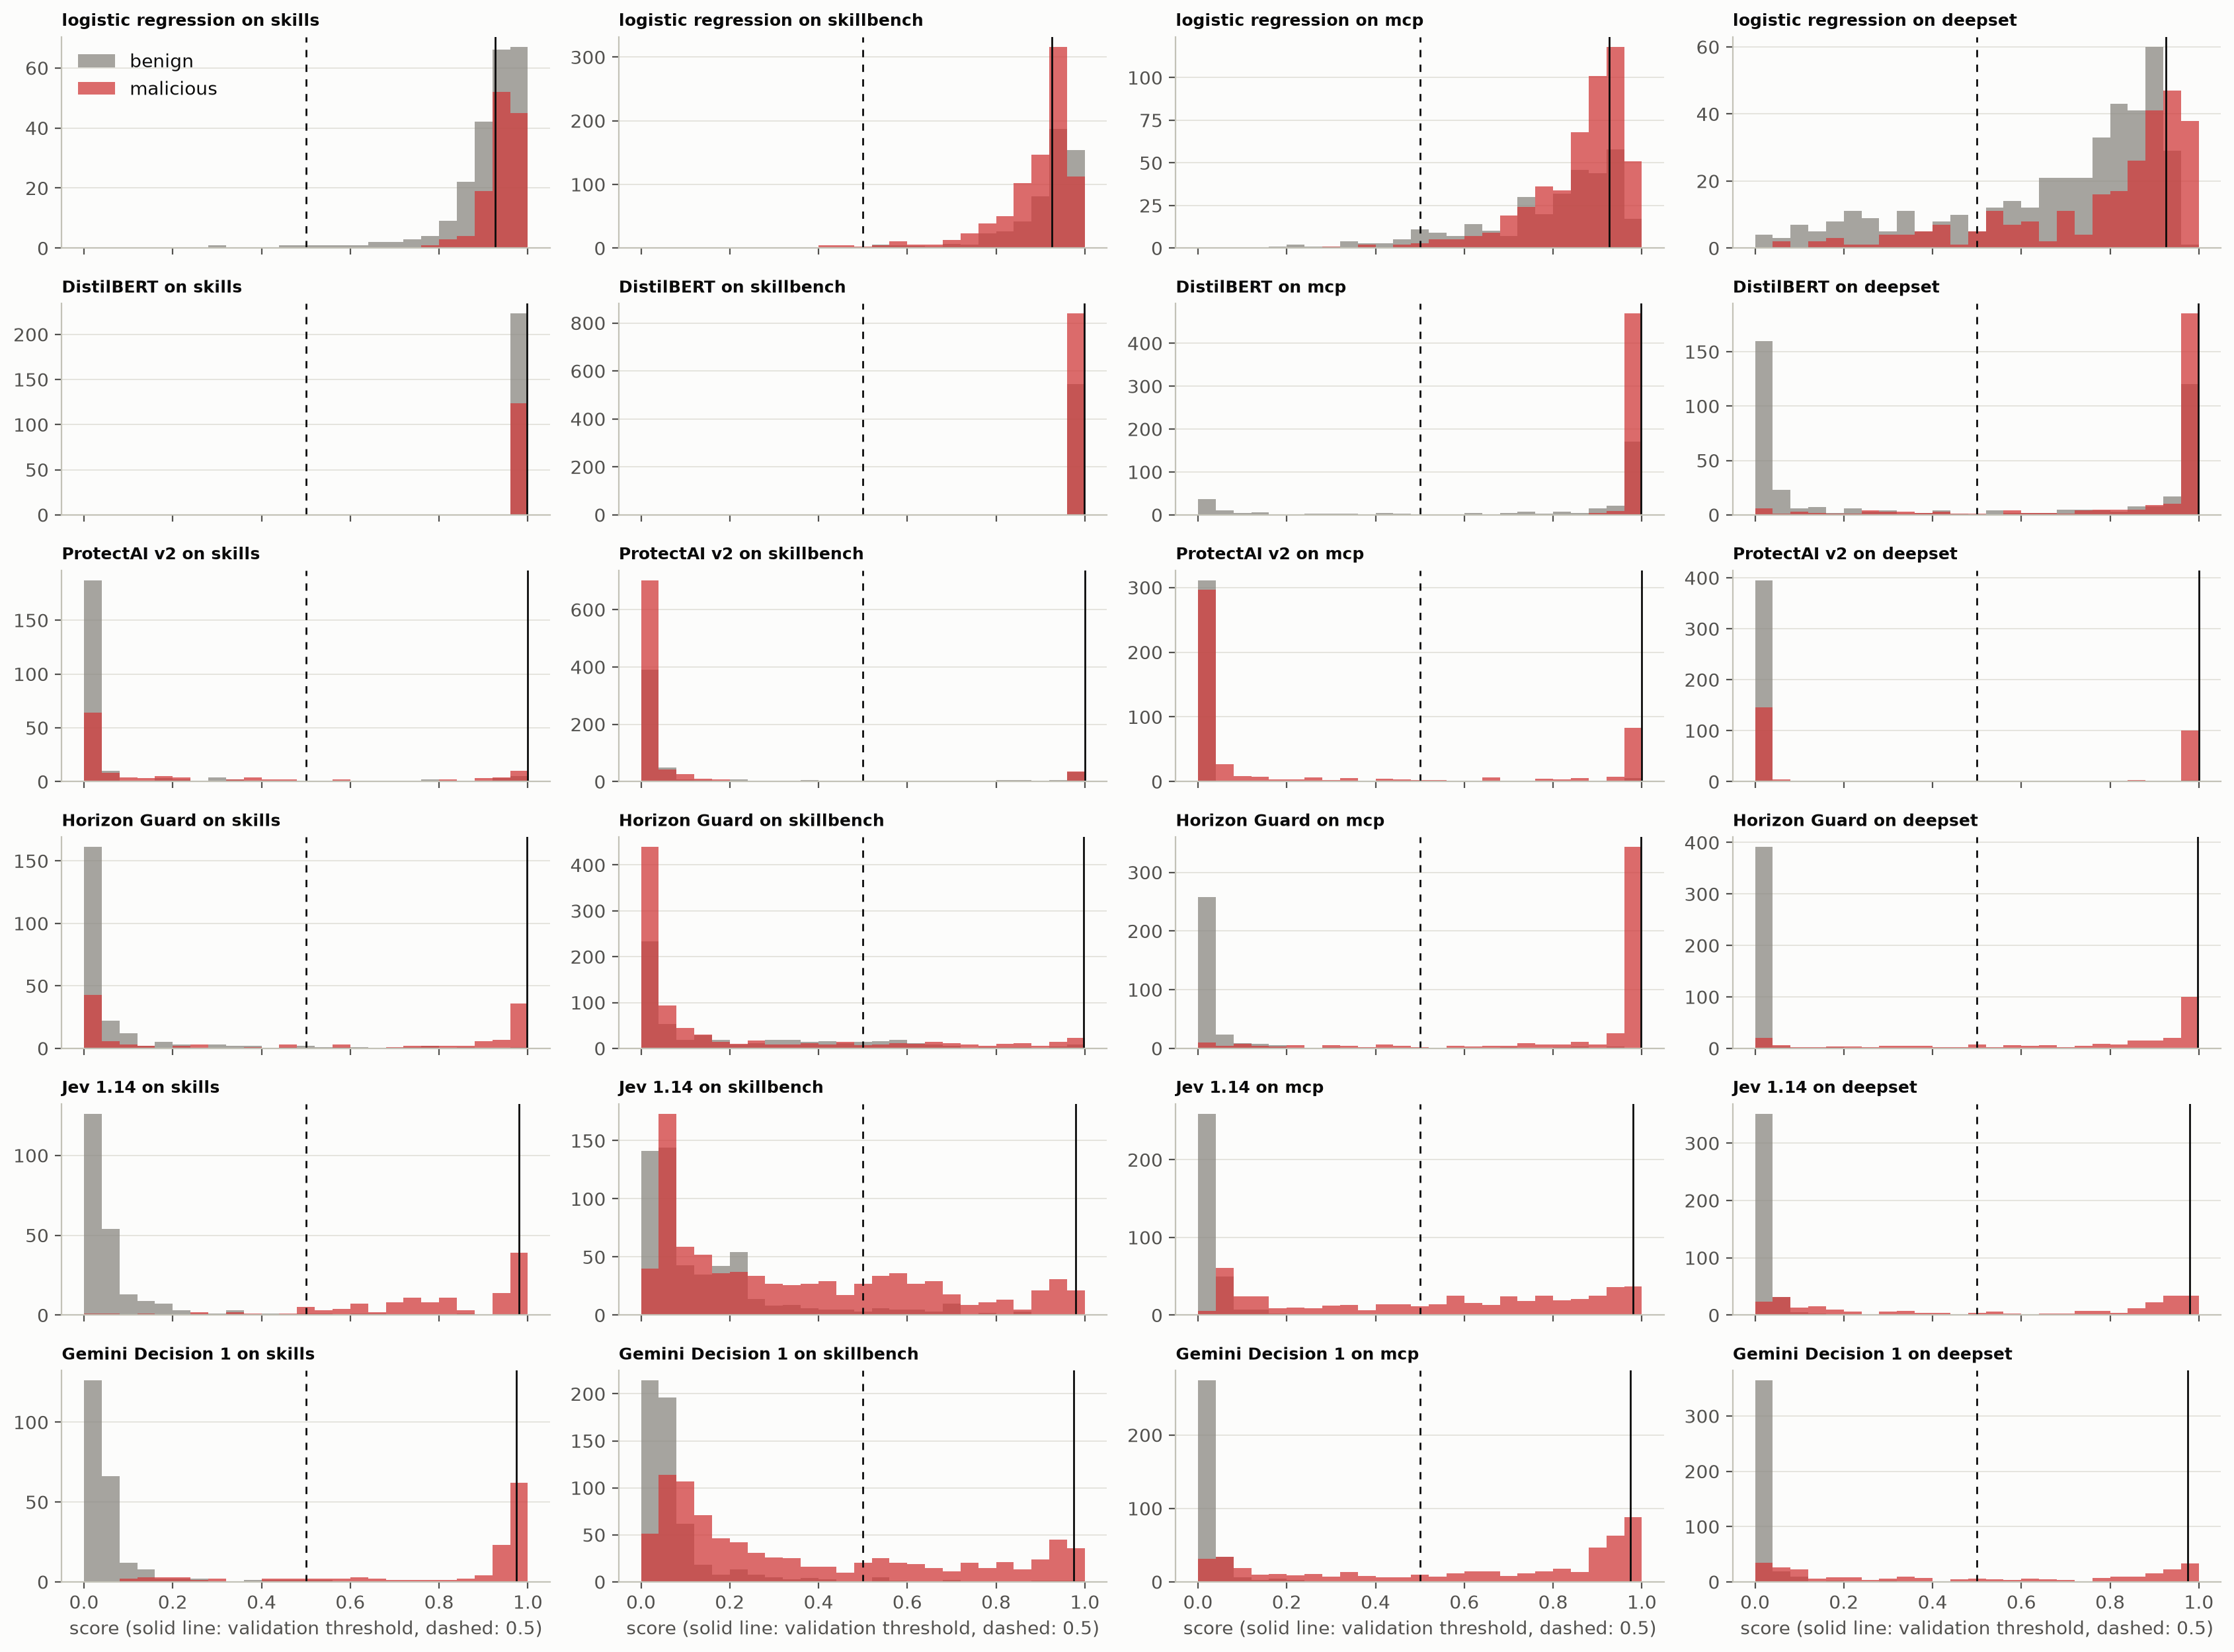 logistic regression on skills
logistic regression on skillbench
logistic regression on mcp
logistic regression on deepset
benign
malicious
60
40
20
0
300
200
100
0
100
75
50
25
0
60
40
20
0
DistilBERT on skills
DistilBERT on skillbench
DistilBERT on mcp
DistilBERT on deepset
200
150
100
50
0
800
600
400
200
0
400
300
200
100
0
150
100
50
0
ProtectAI v2 on skills
ProtectAI v2 on skillbench
ProtectAI v2 on mcp
ProtectAI v2 on deepset
150
100
50
0
600
400
200
0
300
200
100
0
400
300
200
100
0
Horizon Guard on skills
Horizon Guard on skillbench
Horizon Guard on mcp
Horizon Guard on deepset
150
100
50
0
400
300
200
100
0
300
200
100
0
400
300
200
100
0
Jev 1.14 on skills
Jev 1.14 on skillbench
Jev 1.14 on mcp
Jev 1.14 on deepset
100
50
0
150
100
50
0
200
100
0
300
200
100
0
Gemini Decision 1 on skills
Gemini Decision 1 on skillbench
Gemini Decision 1 on mcp
Gemini Decision 1 on deepset
100
50
0
200
150
100
50
0
200
100
0
300
200
100
0
0.0 0.2 0.4 0.6 0.8 1.0
0.0 0.2 0.4 0.6 0.8 1.0
0.0 0.2 0.4 0.6 0.8 1.0
0.0 0.2 0.4 0.6 0.8 1.0
score (solid line: validation threshold, dashed: 0.5)
score (solid line: validation threshold, dashed: 0.5)
score (solid line: validation threshold, dashed: 0.5)
score (solid line: validation threshold, dashed: 0.5)